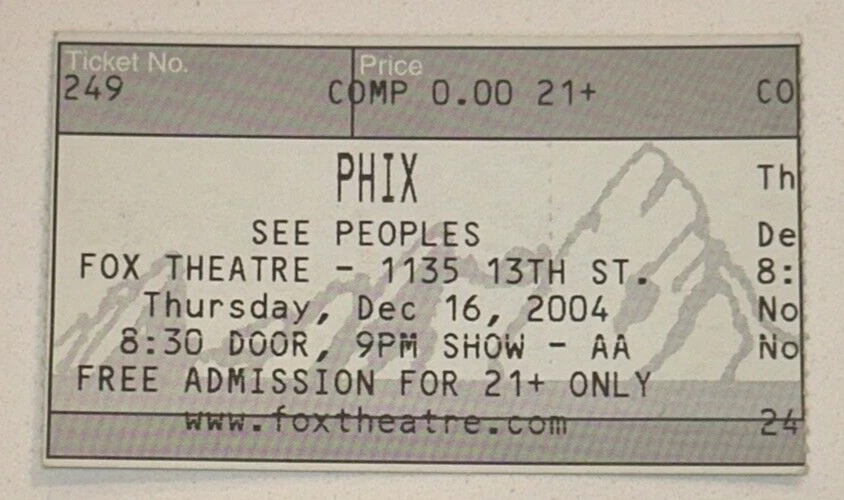 Ticket No. Price
249 COMP 0.00 21+ CO
PHIX Th
SEE PEOPLES De
FOX THEATRE - 1135 13TH ST. 8:
Thursday, Dec 16, 2004 No
8:30 DOOR, 9PM SHOW - AA No
FREE ADMISSION FOR 21+ ONLY
www.foxtheatre.com 24